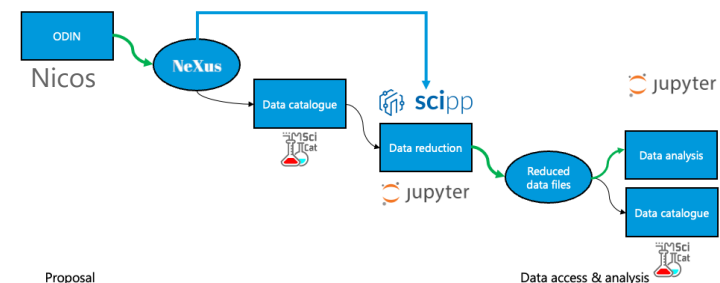 ODIN
Nicos
NeXus
Data catalogue
SciCat
scipp
Data reduction
jupyter
Reduced
data files
jupyter
Data analysis
Data catalogue
SciCat
Proposal
Data access & analysis